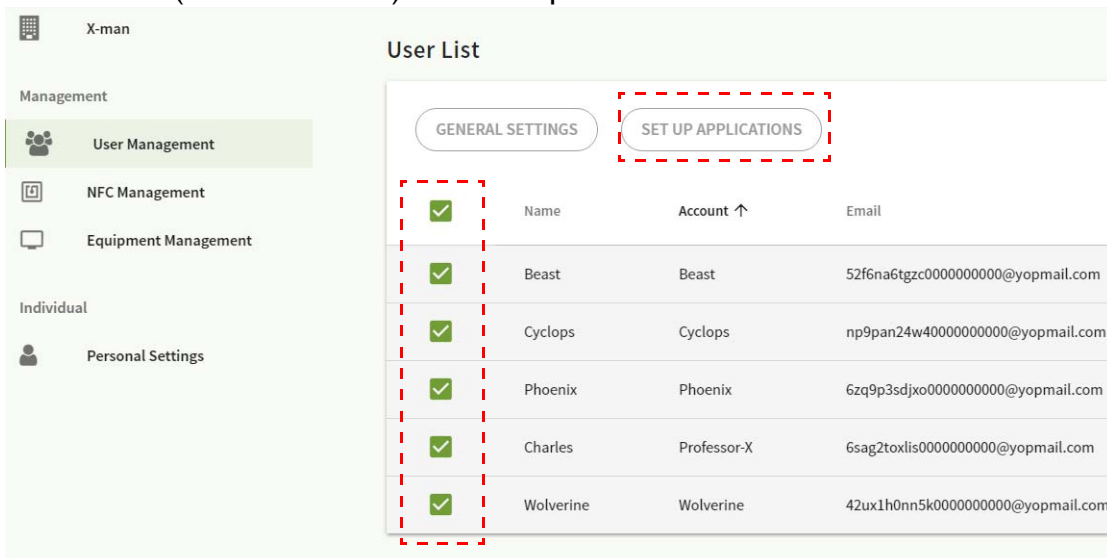 X-man
User List
Management
GENERAL SETTINGS SET UP APPLICATIONS
User Management
NFC Management
Name Account ↑ Email
Equipment Management
Beast Beast 52f6na6tgzc0000000000@yopmail.com
Individual
Cyclops Cyclops np9pan24w40000000000@yopmail.com
Personal Settings
Phoenix Phoenix 6zq9p3sdjxo0000000000@yopmail.com
Charles Professor-X 6sag2toxlis0000000000@yopmail.com
Wolverine Wolverine 42ux1h0nn5k0000000000@yopmail.com